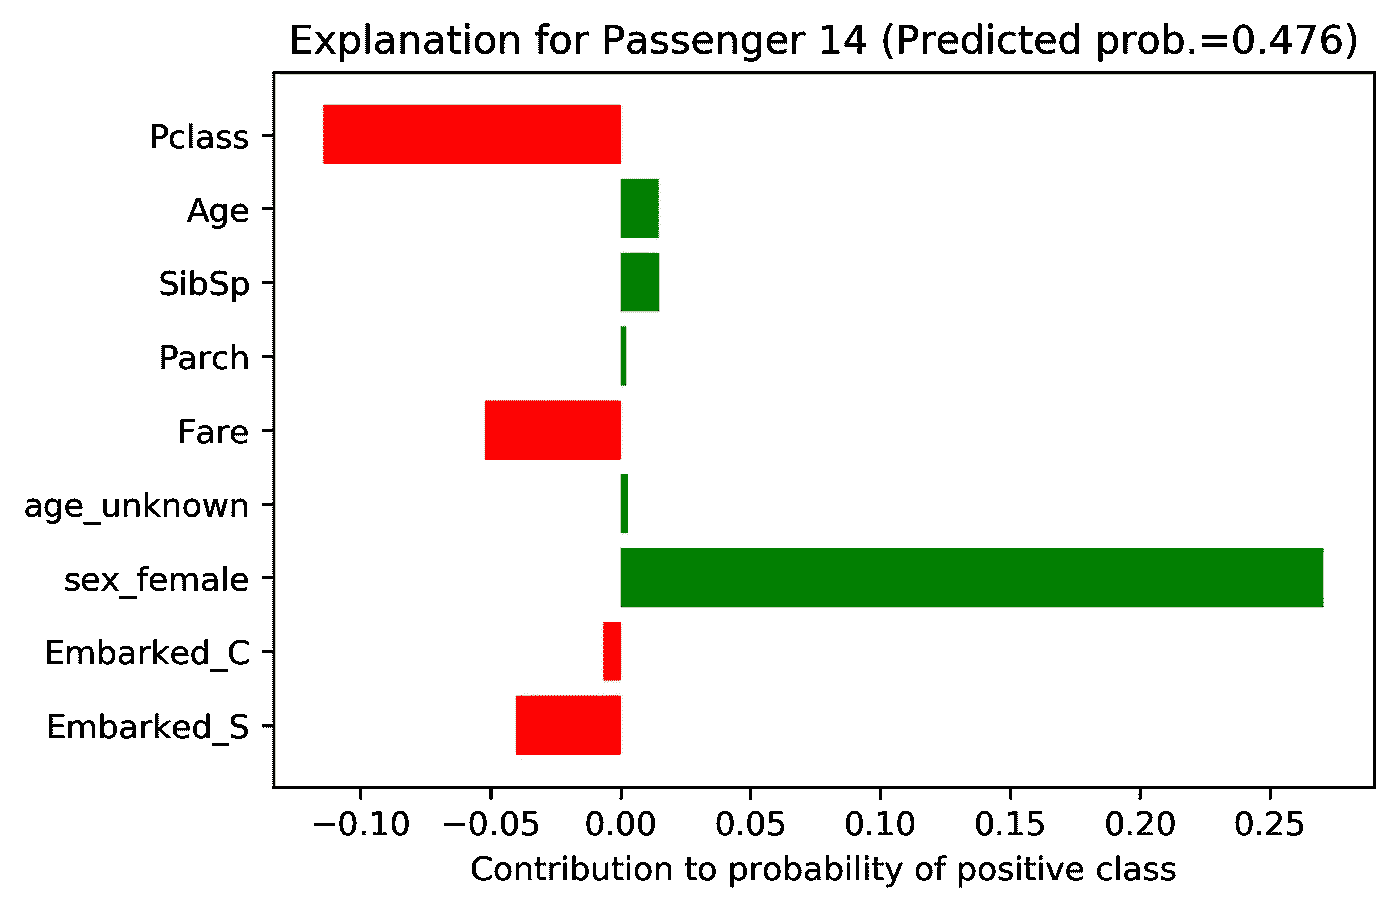 Explanation for Passenger 14 (Predicted prob.=0.476)
Pclass
Age
SibSp
Parch
Fare
age_unknown
sex_female
Embarked_C
Embarked_S
−0.10 −0.05 0.00 0.05 0.10 0.15 0.20 0.25
Contribution to probability of positive class